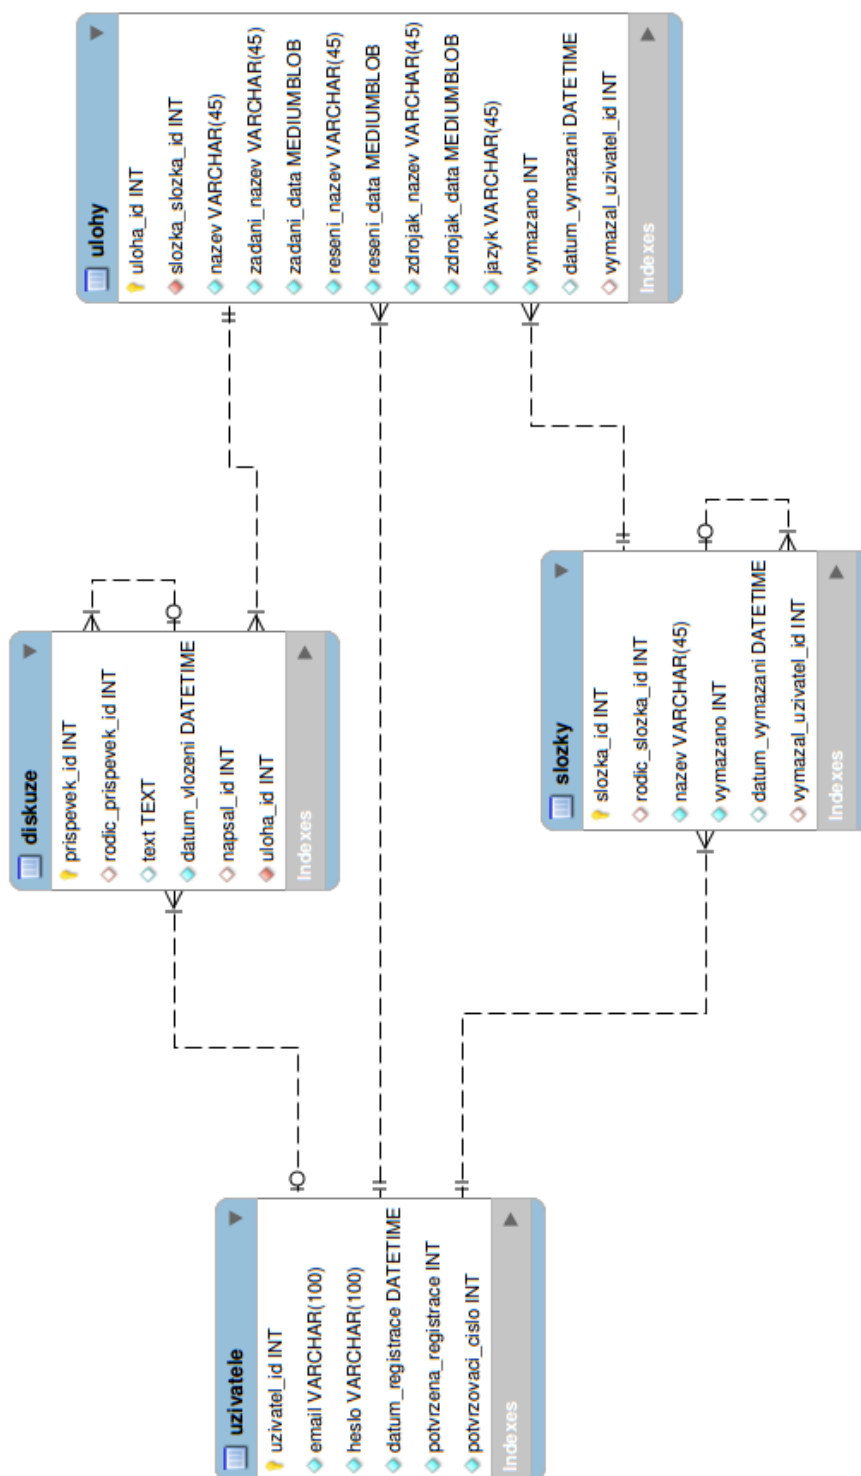 uzivatele
uzivatel_id INT
email VARCHAR(100)
heslo VARCHAR(100)
datum_registrace DATETIME
potvrzena_registrace INT
potvrzovaci_cislo INT
Indexes
diskuze
prispevek_id INT
rodic_prispevek_id INT
text TEXT
datum_vlozeni DATETIME
napsal_id INT
uloha_id INT
Indexes
slozky
slozka_id INT
rodic_slozka_id INT
nazev VARCHAR(45)
vymazano INT
datum_vymazani DATETIME
vymazal_uzivatel_id INT
Indexes
ulohy
uloha_id INT
slozka_slozka_id INT
nazev VARCHAR(45)
zadani_nazev VARCHAR(45)
zadani_data MEDIUMBLOB
reseni_nazev VARCHAR(45)
reseni_data MEDIUMBLOB
zdrojak_nazev VARCHAR(45)
zdrojak_data MEDIUMBLOB
jazyk VARCHAR(45)
vymazano INT
datum_vymazani DATETIME
vymazal_uzivatel_id INT
Indexes